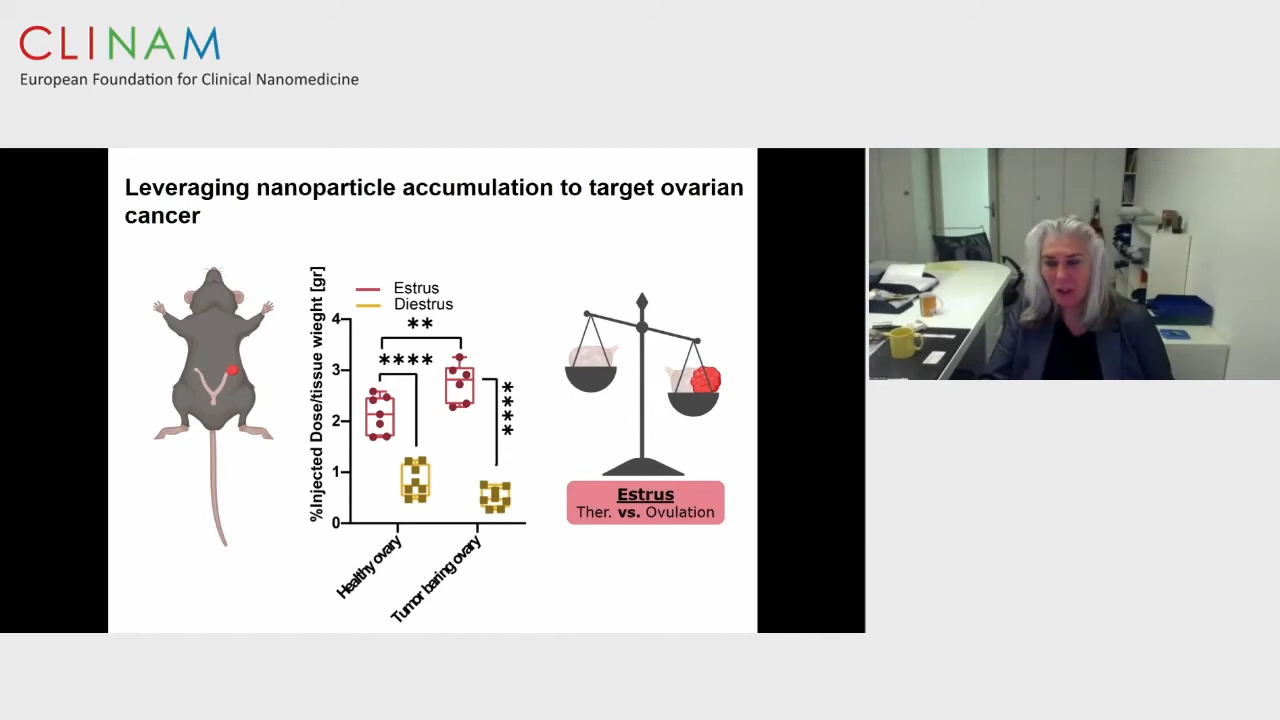 CLINAM
European Foundation for Clinical Nanomedicine
Leveraging nanoparticle accumulation to target ovarian
cancer
%Injected Dose/tissue wieght [gr]
Estrus
Diestrus
**
****
****
4
3
2
1
0
Healthy ovary
Tumor baring ovary
Estrus
Ther. vs. Ovulation